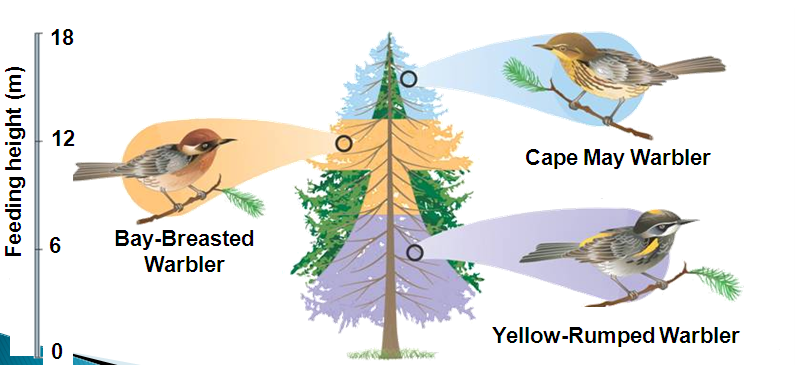 Feeding height (m)
18
12
6
0
Cape May Warbler
Bay-Breasted
Warbler
Yellow-Rumped Warbler